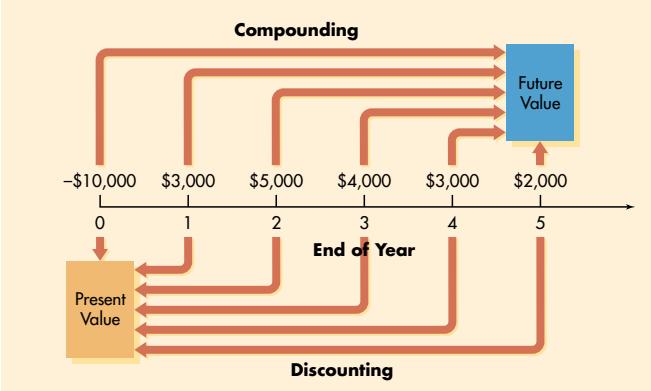 Compounding
Future
Value
–$10,000 $3,000 $5,000 $4,000 $3,000 $2,000
0 1 2 3 4 5
End of Year
Present
Value
Discounting